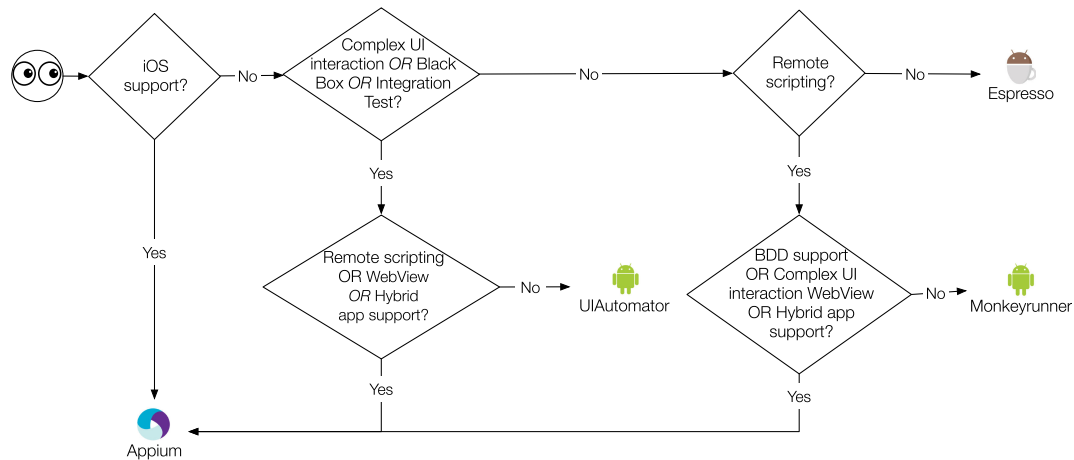 iOS
support?
No
Complex UI
interaction OR Black
Box OR Integration
Test?
No
Remote
scripting?
No
Espresso
Yes
Yes
Yes
Remote scripting
OR WebView
OR Hybrid
app support?
No
UIAutomator
BDD support
OR Complex UI
interaction WebView
OR Hybrid app
support?
No
Monkeyrunner
Yes
Yes
Appium